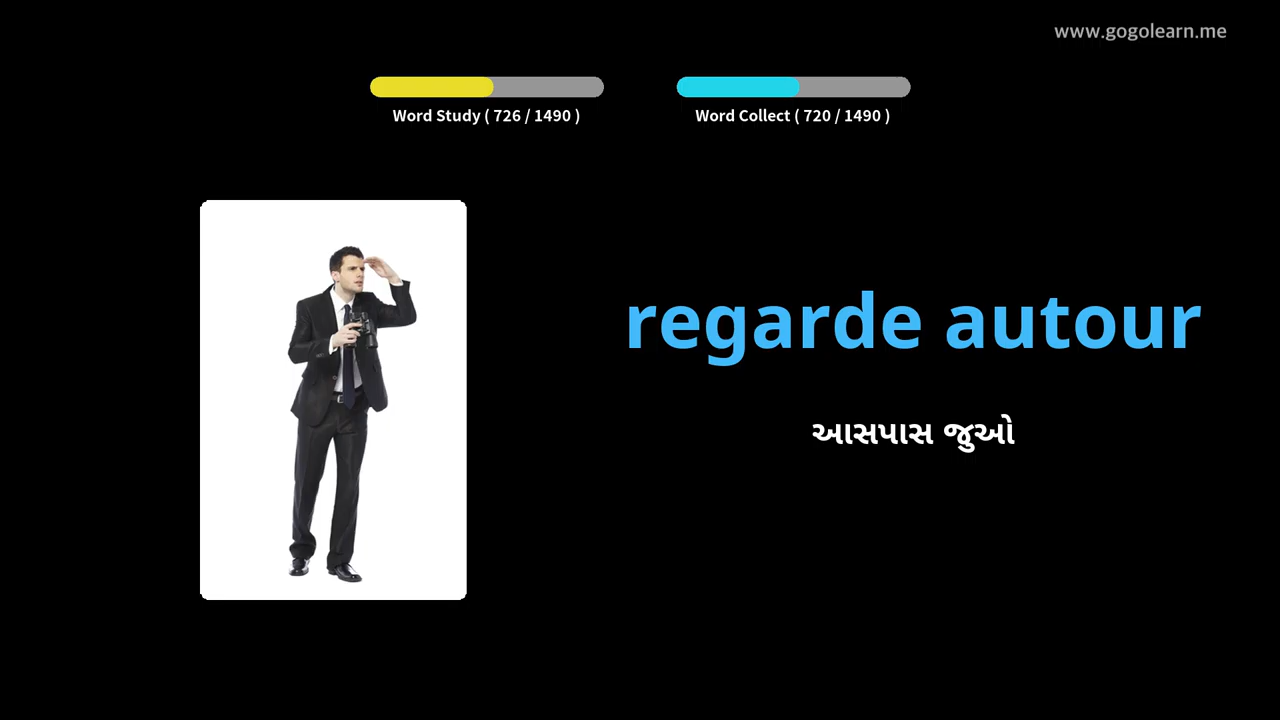 www.gogolearn.me
Word Study ( 726 / 1490 )
Word Collect ( 720 / 1490 )
regarde autour
આસપાસ જુઓ